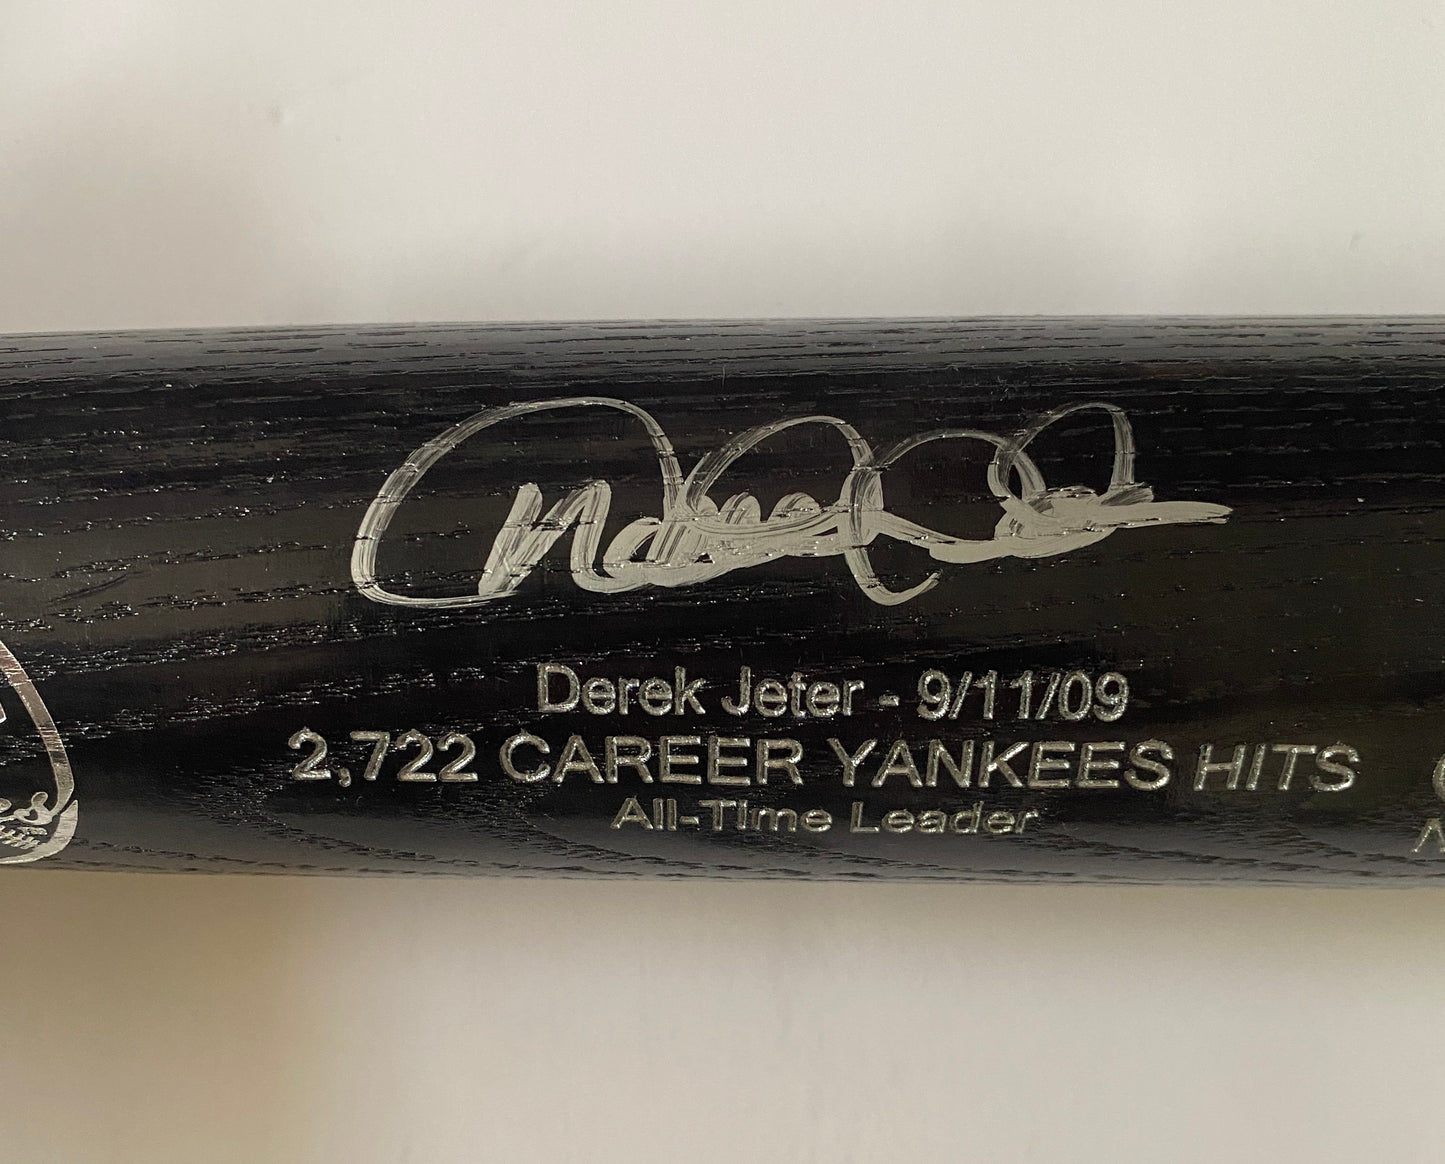 Derek Jeter - 9/11/09
2,722 CAREER YANKEES HITS
All-Time Leader